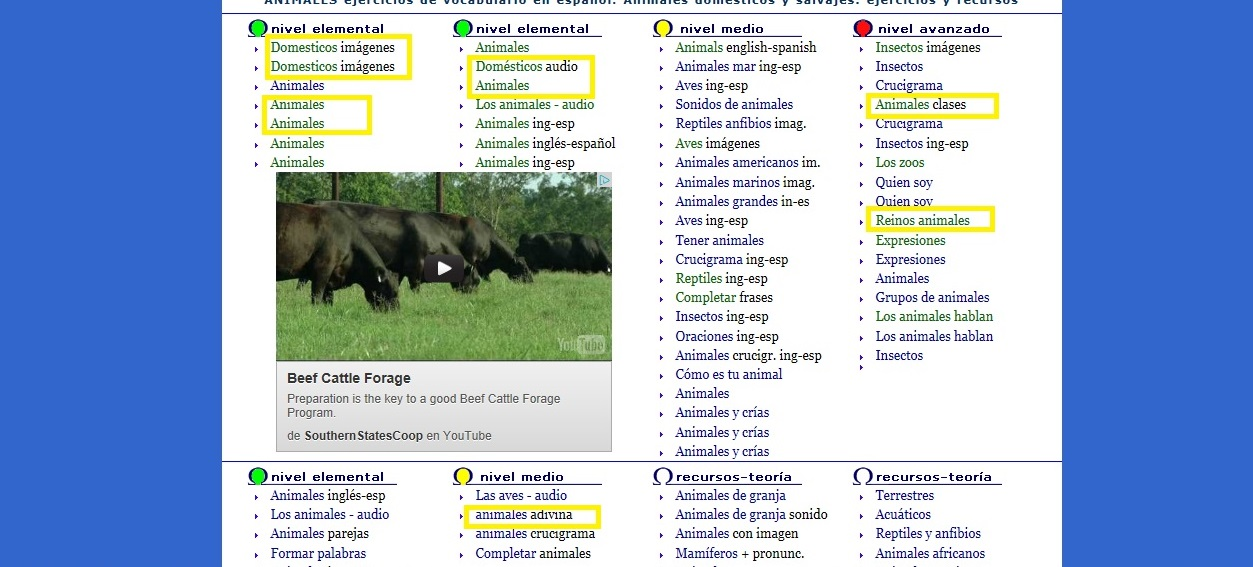 ANIMALES ejercicios de vocabulario en español. Animales domésticos y salvajes: ejercicios y recursos
nivel elemental
Domesticos imágenes
Domesticos imágenes
Animales
Animales
Animales
Animales
Animales
nivel elemental
Animales
Domésticos audio
Animales
Los animales - audio
Animales ing-esp
Animales inglés-español
Animales ing-esp
YouTube
Beef Cattle Forage
Preparation is the key to a good Beef Cattle Forage
Program.
de SouthernStatesCoop en YouTube
nivel medio
Animals english-spanish
Animales mar ing-esp
Aves ing-esp
Sonidos de animales
Reptiles anfibios imag.
Aves imágenes
Animales americanos im.
Animales marinos imag.
Animales grandes in-es
Aves ing-esp
Tener animales
Crucigrama ing-esp
Reptiles ing-esp
Completar frases
Insectos ing-esp
Oraciones ing-esp
Animales crucigr. ing-esp
Cómo es tu animal
Animales
Animales y crías
Animales y crías
Animales y crías
nivel avanzado
Insectos imágenes
Insectos
Crucigrama
Animales clases
Crucigrama
Insectos ing-esp
Los zoos
Quien soy
Quien soy
Reinos animales
Expresiones
Expresiones
Animales
Grupos de animales
Los animales hablan
Los animales hablan
Insectos
nivel elemental
Animales inglés-esp
Los animales - audio
Animales parejas
Formar palabras
nivel medio
Las aves - audio
animales adivina
animales crucigrama
Completar animales
recursos-teoría
Animales de granja
Animales de granja sonido
Animales con imagen
Mamíferos + pronunc.
recursos-teoría
Terrestres
Acuáticos
Reptiles y anfibios
Animales africanos